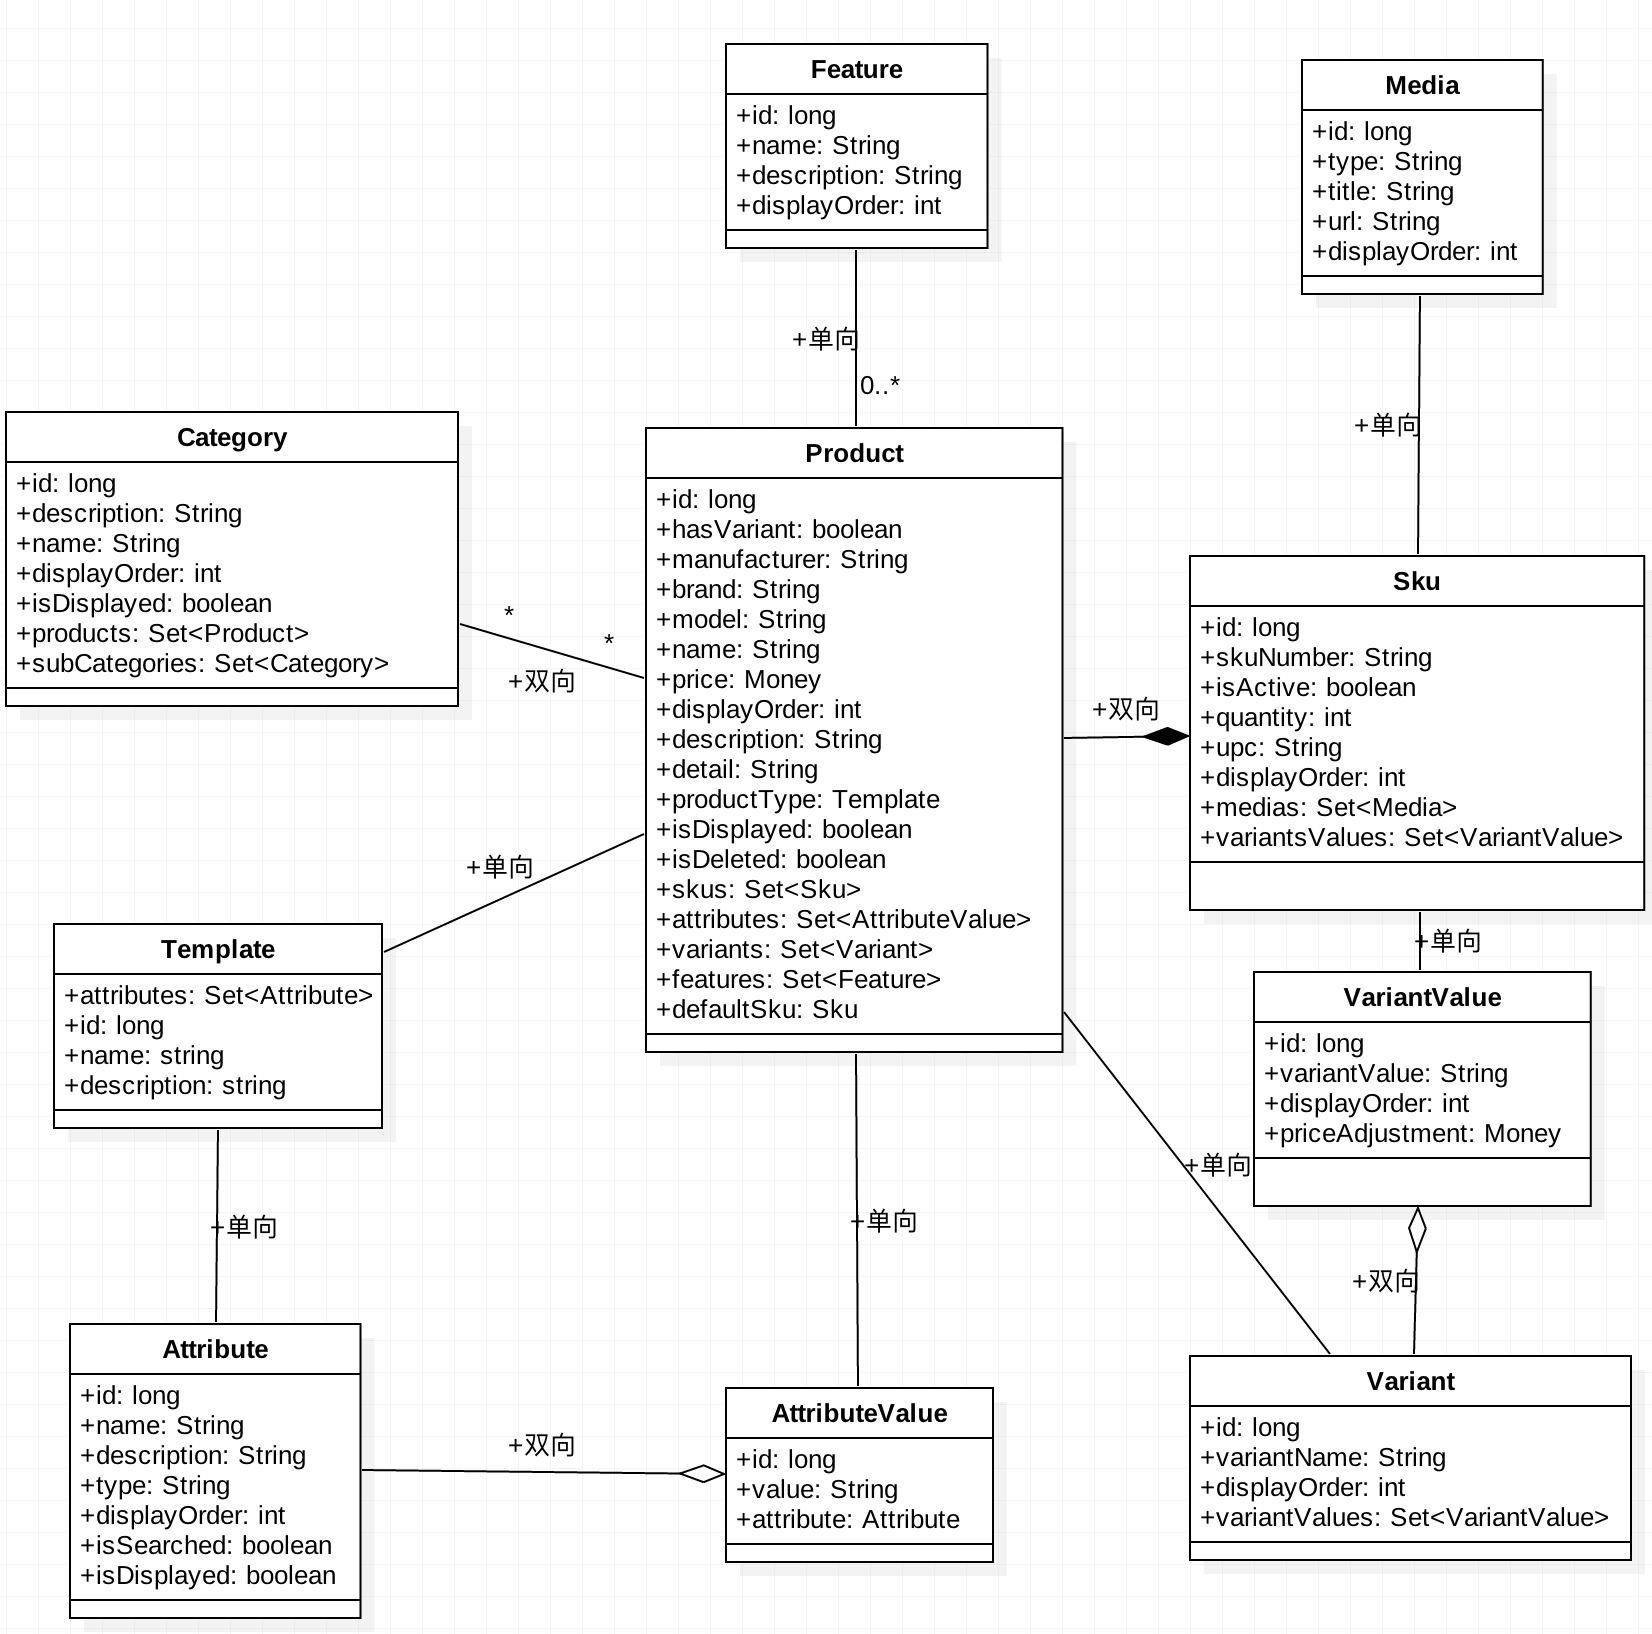 Feature
+id: long
+name: String
+description: String
+displayOrder: int
Media
+id: long
+type: String
+title: String
+url: String
+displayOrder: int
+单向
0..*
+单向
Category
+id: long
+description: String
+name: String
+displayOrder: int
+isDisplayed: boolean
+products: Set<Product>
+subCategories: Set<Category>
*
*
+双向
Product
+id: long
+hasVariant: boolean
+manufacturer: String
+brand: String
+model: String
+name: String
+price: Money
+displayOrder: int
+description: String
+detail: String
+productType: Template
+isDisplayed: boolean
+isDeleted: boolean
+skus: Set<Sku>
+attributes: Set<AttributeValue>
+variants: Set<Variant>
+features: Set<Feature>
+defaultSku: Sku
+双向
Sku
+id: long
+skuNumber: String
+isActive: boolean
+quantity: int
+upc: String
+displayOrder: int
+medias: Set<Media>
+variantsValues: Set<VariantValue>
+单向
+单向
Template
+attributes: Set<Attribute>
+id: long
+name: string
+description: string
VariantValue
+id: long
+variantValue: String
+displayOrder: int
+priceAdjustment: Money
+单向
+单向
+单向
+双向
Attribute
+id: long
+name: String
+description: String
+type: String
+displayOrder: int
+isSearched: boolean
+isDisplayed: boolean
+双向
AttributeValue
+id: long
+value: String
+attribute: Attribute
Variant
+id: long
+variantName: String
+displayOrder: int
+variantValues: Set<VariantValue>